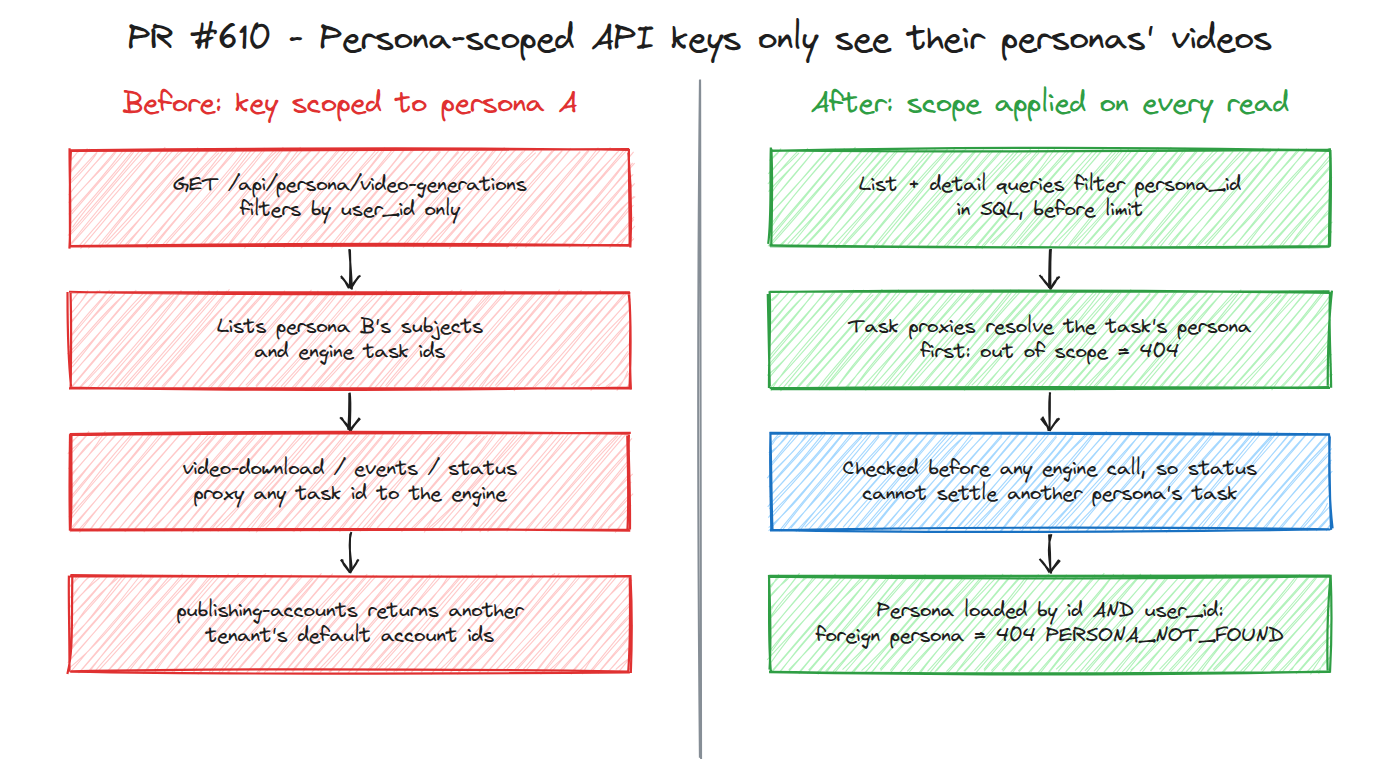 PR #610 - Persona-scoped API keys only see their personas' videos
Before: key scoped to persona A
GET /api/persona/video-generations
filters by user_id only
Lists persona B's subjects
and engine task ids
video-download / events / status
proxy any task id to the engine
publishing-accounts returns another
tenant's default account ids
After: scope applied on every read
List + detail queries filter persona_id
in SQL, before limit
Task proxies resolve the task's persona
first: out of scope = 404
Checked before any engine call, so status
cannot settle another persona's task
Persona loaded by id AND user_id:
foreign persona = 404 PERSONA_NOT_FOUND